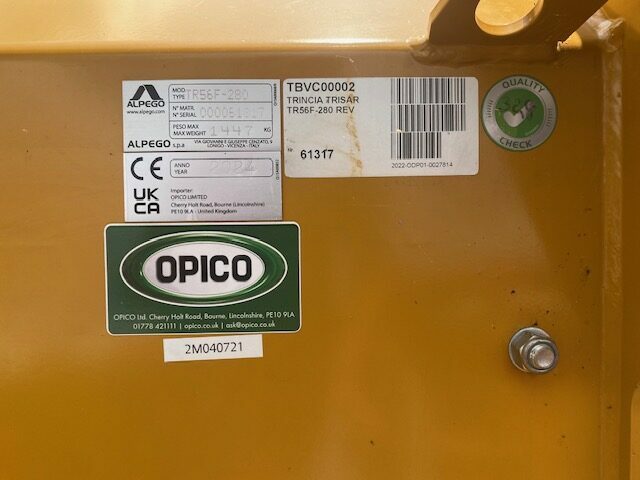 MOD.
TYPE TR56F-280
ALPEGO
www.alpego.com
N° MATR.
N° SERIAL 000061317
PESO MAX
MAX WEIGHT 1447 KG
ALPEGO s.p.a
VIA GIOVANNI E GIUSEPPE CENZATO, 9
LONIGO - VICENZA - ITALY
CE
ANNO
YEAR
UK
CA
Importer:
OPICO LIMITED
Cherry Holt Road, Bourne (Lincolnshire)
PE10 9LA - United Kingdom
TBVC00002
TRINCIA TRISAR
TR56F-280 REV
Nr 61317
2022-ODP01-0027814
QUALITY
CHECK
OPICO
OPICO Ltd. Cherry Holt Road, Bourne, Lincolnshire, PE10 9LA
01778 421111 | opico.co.uk | ask@opico.co.uk
2M040721